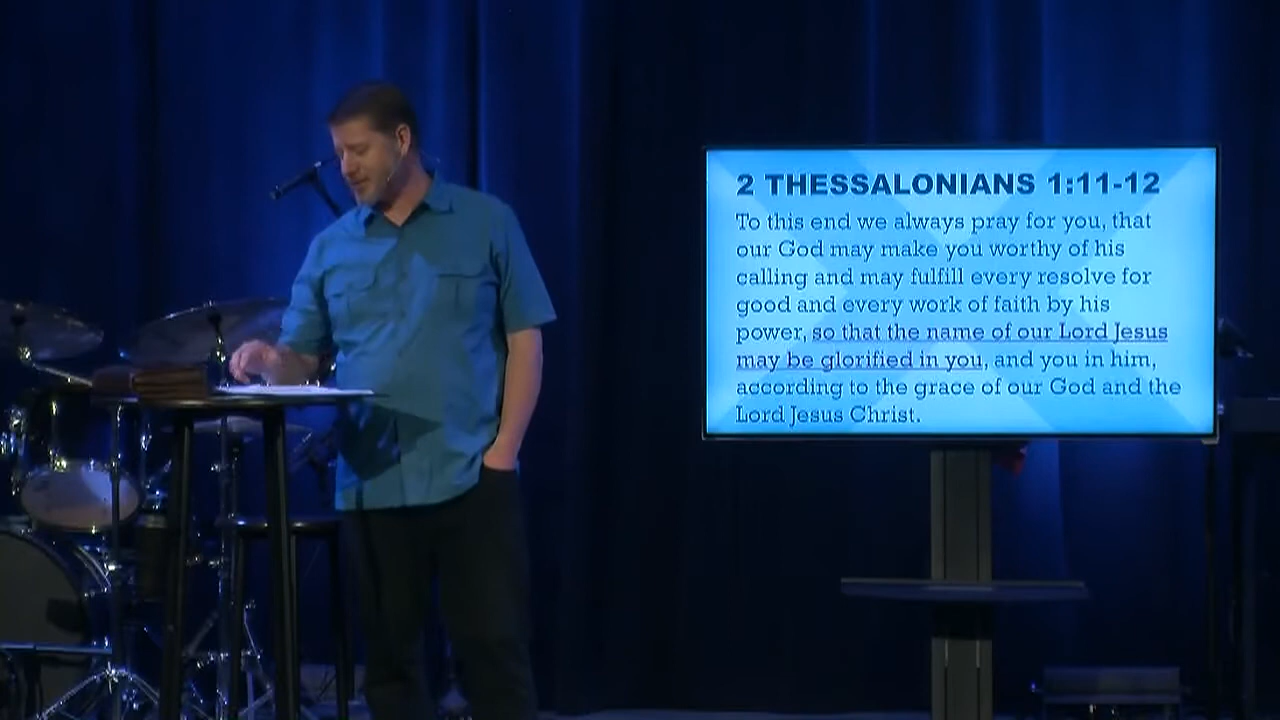 2 THESSALONIANS 1:11-12
To this end we always pray for you, that
our God may make you worthy of his
calling and may fulfill every resolve for
good and every work of faith by his
power, so that the name of our Lord Jesus
may be glorified in you, and you in him,
according to the grace of our God and the
Lord Jesus Christ.